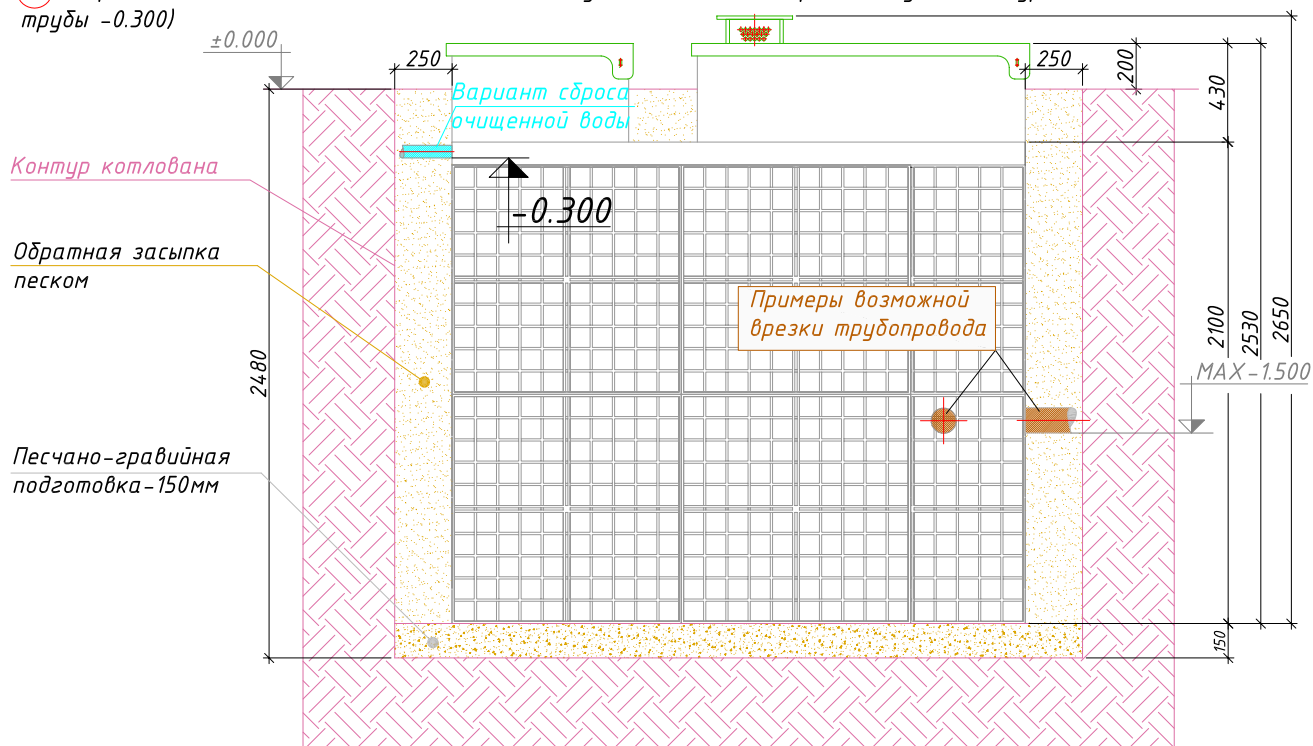 трубы -0.300)
±0.000
250
250
200
430
Вариант сброса
очищенной воды
Контур котлована
-0.300
Обратная засыпка
песком
Примеры возможной
врезки трубопровода
2480
2100
2530
2650
MAX-1.500
Песчано-гравийная
подготовка-150мм
150